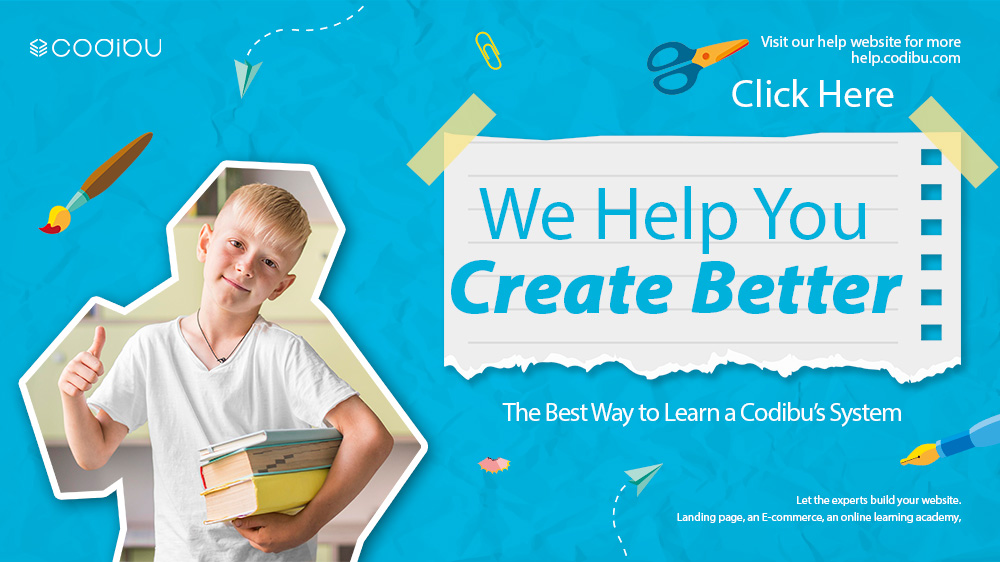 codibu
Visit our help website for more
help.codibu.com
Click Here
We Help You
Create Better
The Best Way to Learn a Codibu's System
Let the experts build your website.
Landing page, an E-commerce, an online learning academy,